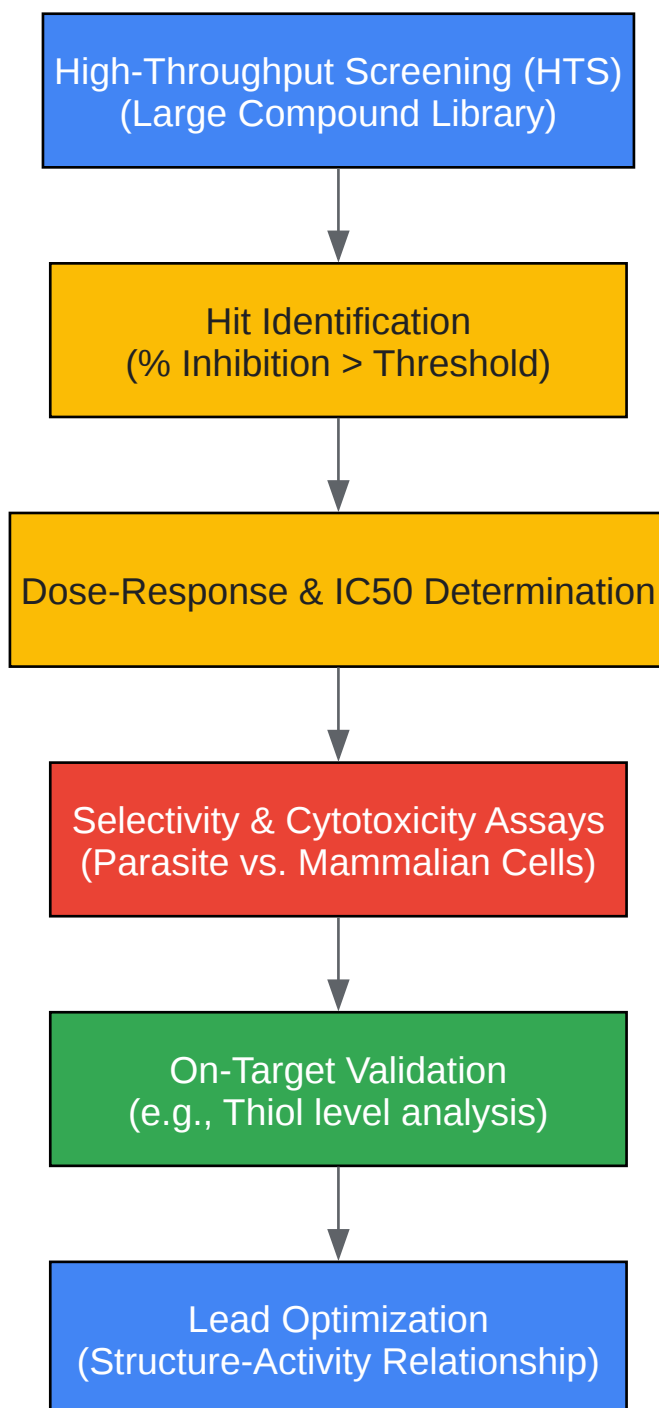 High-Throughput Screening (HTS)
(Large Compound Library)
Hit Identification
(% Inhibition > Threshold)
Dose-Response & IC50 Determination
Selectivity & Cytotoxicity Assays
(Parasite vs. Mammalian Cells)
On-Target Validation
(e.g., Thiol level analysis)
Lead Optimization
(Structure-Activity Relationship)